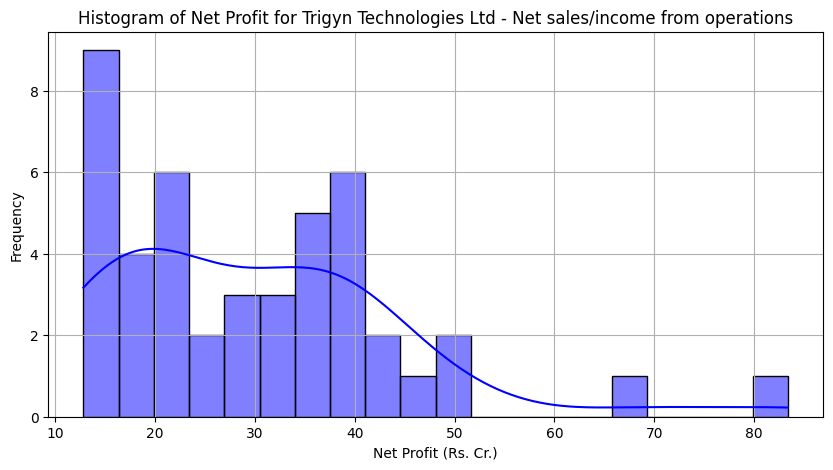 Histogram of Net Profit for Trigyn Technologies Ltd - Net sales/income from operations
8
6
4
2
0
Frequency
10 20 30 40 50 60 70 80
Net Profit (Rs. Cr.)